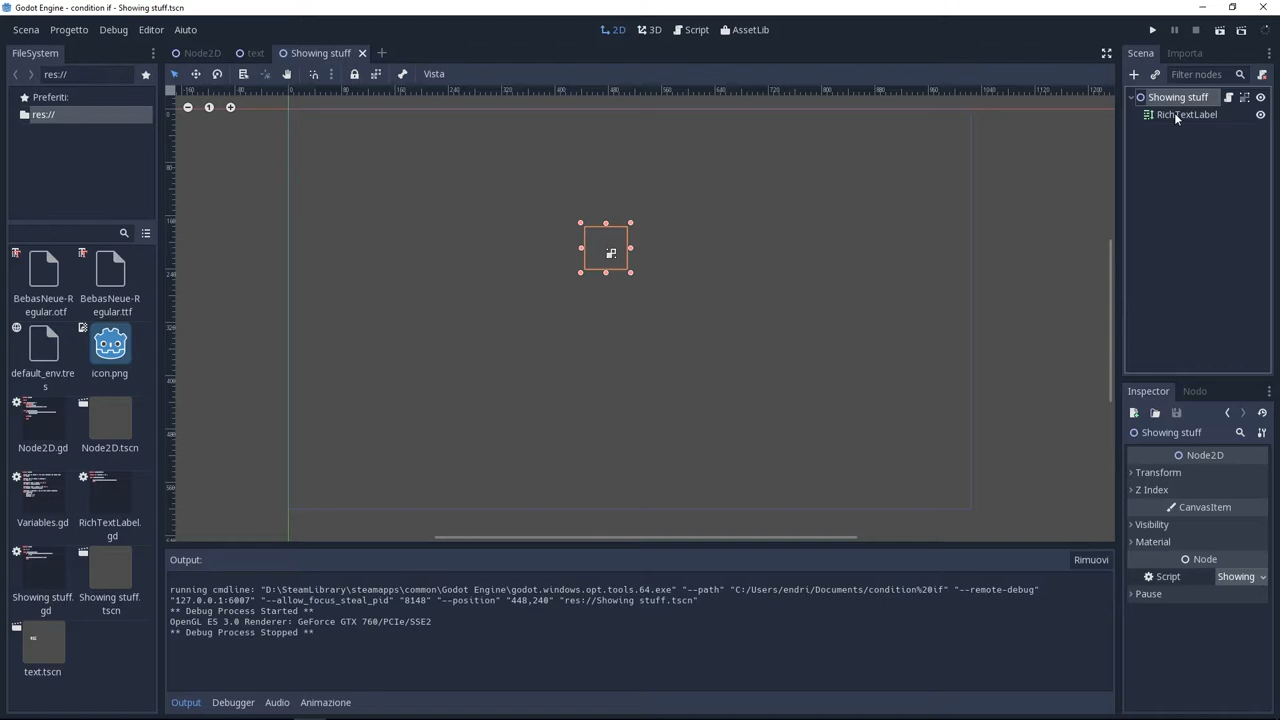 Godot Engine - condition if - Showing stuff.tscn
Scena Progetto Debug Editor Aiuto
2D 3D Script AssetLib
FileSystem
Node2D text Showing stuff
Scena Importa
res://
Vista
Filter nodes
Preferiti:
res://
Showing stuff
RichTextLabel
BebasNeue-R
egular.otf
BebasNeue-R
egular.ttf
default_env.tre
s
icon.png
Node2D.gd
Node2D.tscn
Variables.gd
RichTextLabel.
gd
Showing stuff.
gd
Showing stuff.
tscn
text.tscn
Output:
Rimuovi
running cmdline: "D:\SteamLibrary\steamapps\common\Godot Engine\godot.windows.opt.tools.64.exe" "--path" "C:/Users/endri/Documents/condition%20if" "--remote-debug"
"127.0.0.1:6007" "--allow_focus_steal_pid" "8148" "--position" "448,240" "res://Showing stuff.tscn"
** Debug Process Started **
OpenGL ES 3.0 Renderer: GeForce GTX 760/PCIe/SSE2
** Debug Process Stopped **
Output Debugger Audio Animazione
Inspector Nodo
Showing stuff
Node2D
Transform
Z Index
CanvasItem
Visibility
Material
Node
Script Showing
Pause